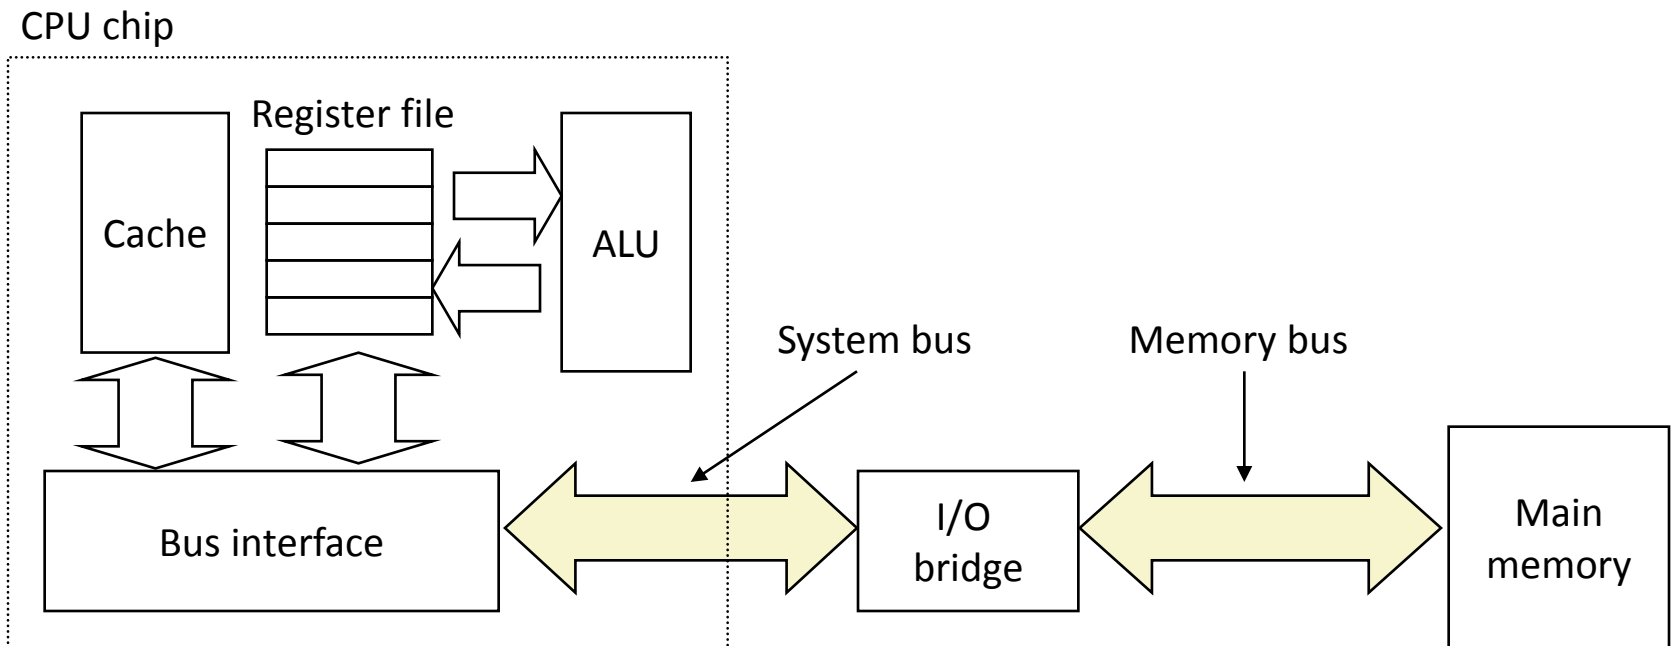 CPU chip
Register file
Cache
ALU
System bus
Memory bus
Bus interface
I/O
bridge
Main
memory